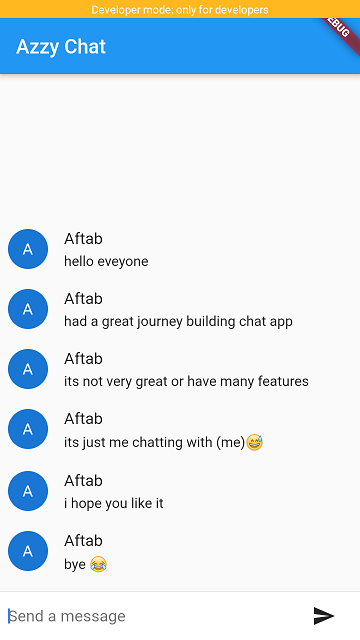 Developer mode: only for developers
Azzy Chat
Aftab
A
hello eveyone
Aftab
A
had a great journey building chat app
Aftab
A
its not very great or have many features
Aftab
A
its just me chatting with (me)😅
Aftab
A
i hope you like it
Aftab
A
bye 😂
Send a message